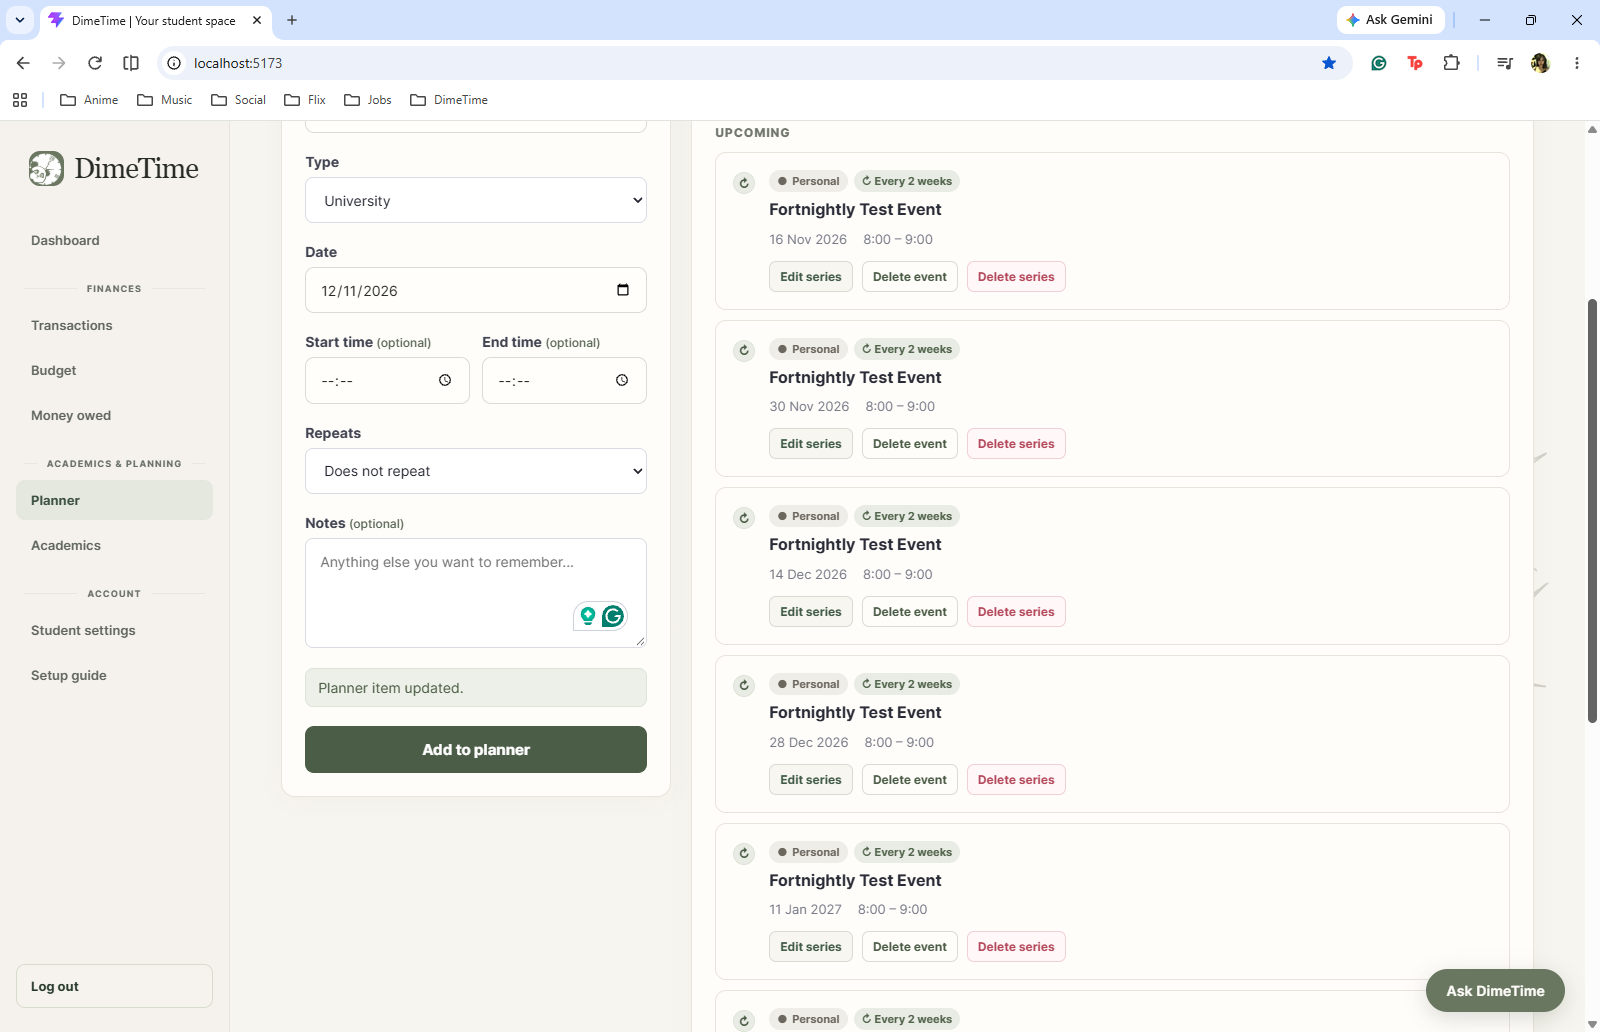 DimeTime | Your student space
Ask Gemini
localhost:5173
Anime
Music
Social
Flix
Jobs
DimeTime
DimeTime
Dashboard
FINANCES
Transactions
Budget
Money owed
ACADEMICS & PLANNING
Planner
Academics
ACCOUNT
Student settings
Setup guide
Log out
Type
University
Date
12/11/2026
Start time (optional)
End time (optional)
--:--
--:--
Repeats
Does not repeat
Notes (optional)
Anything else you want to remember...
Planner item updated.
Add to planner
UPCOMING
Personal
Every 2 weeks
Fortnightly Test Event
16 Nov 2026 8:00 – 9:00
Edit series
Delete event
Delete series
Personal
Every 2 weeks
Fortnightly Test Event
30 Nov 2026 8:00 – 9:00
Edit series
Delete event
Delete series
Personal
Every 2 weeks
Fortnightly Test Event
14 Dec 2026 8:00 – 9:00
Edit series
Delete event
Delete series
Personal
Every 2 weeks
Fortnightly Test Event
28 Dec 2026 8:00 – 9:00
Edit series
Delete event
Delete series
Personal
Every 2 weeks
Fortnightly Test Event
11 Jan 2027 8:00 – 9:00
Edit series
Delete event
Delete series
Personal
Every 2 weeks
Ask DimeTime